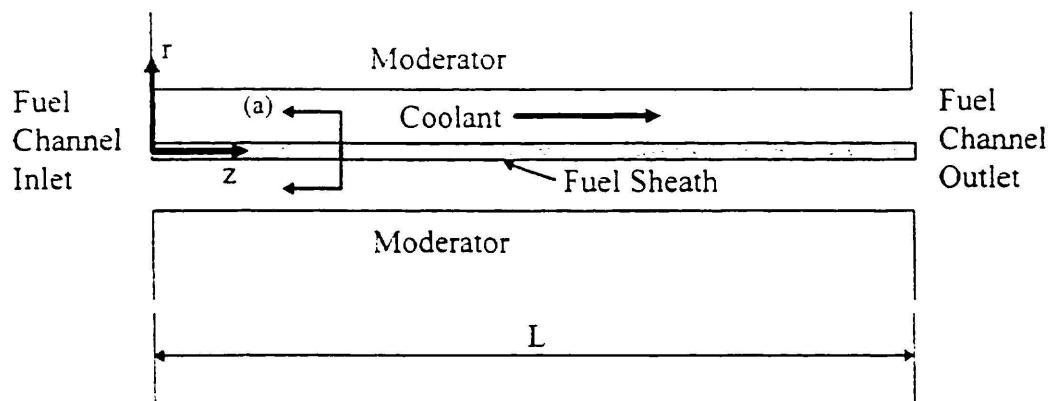 r
Moderator
Fuel
Channel
Inlet
(a)
Coolant
Fuel
Channel
Outlet
z
Fuel Sheath
Moderator
L